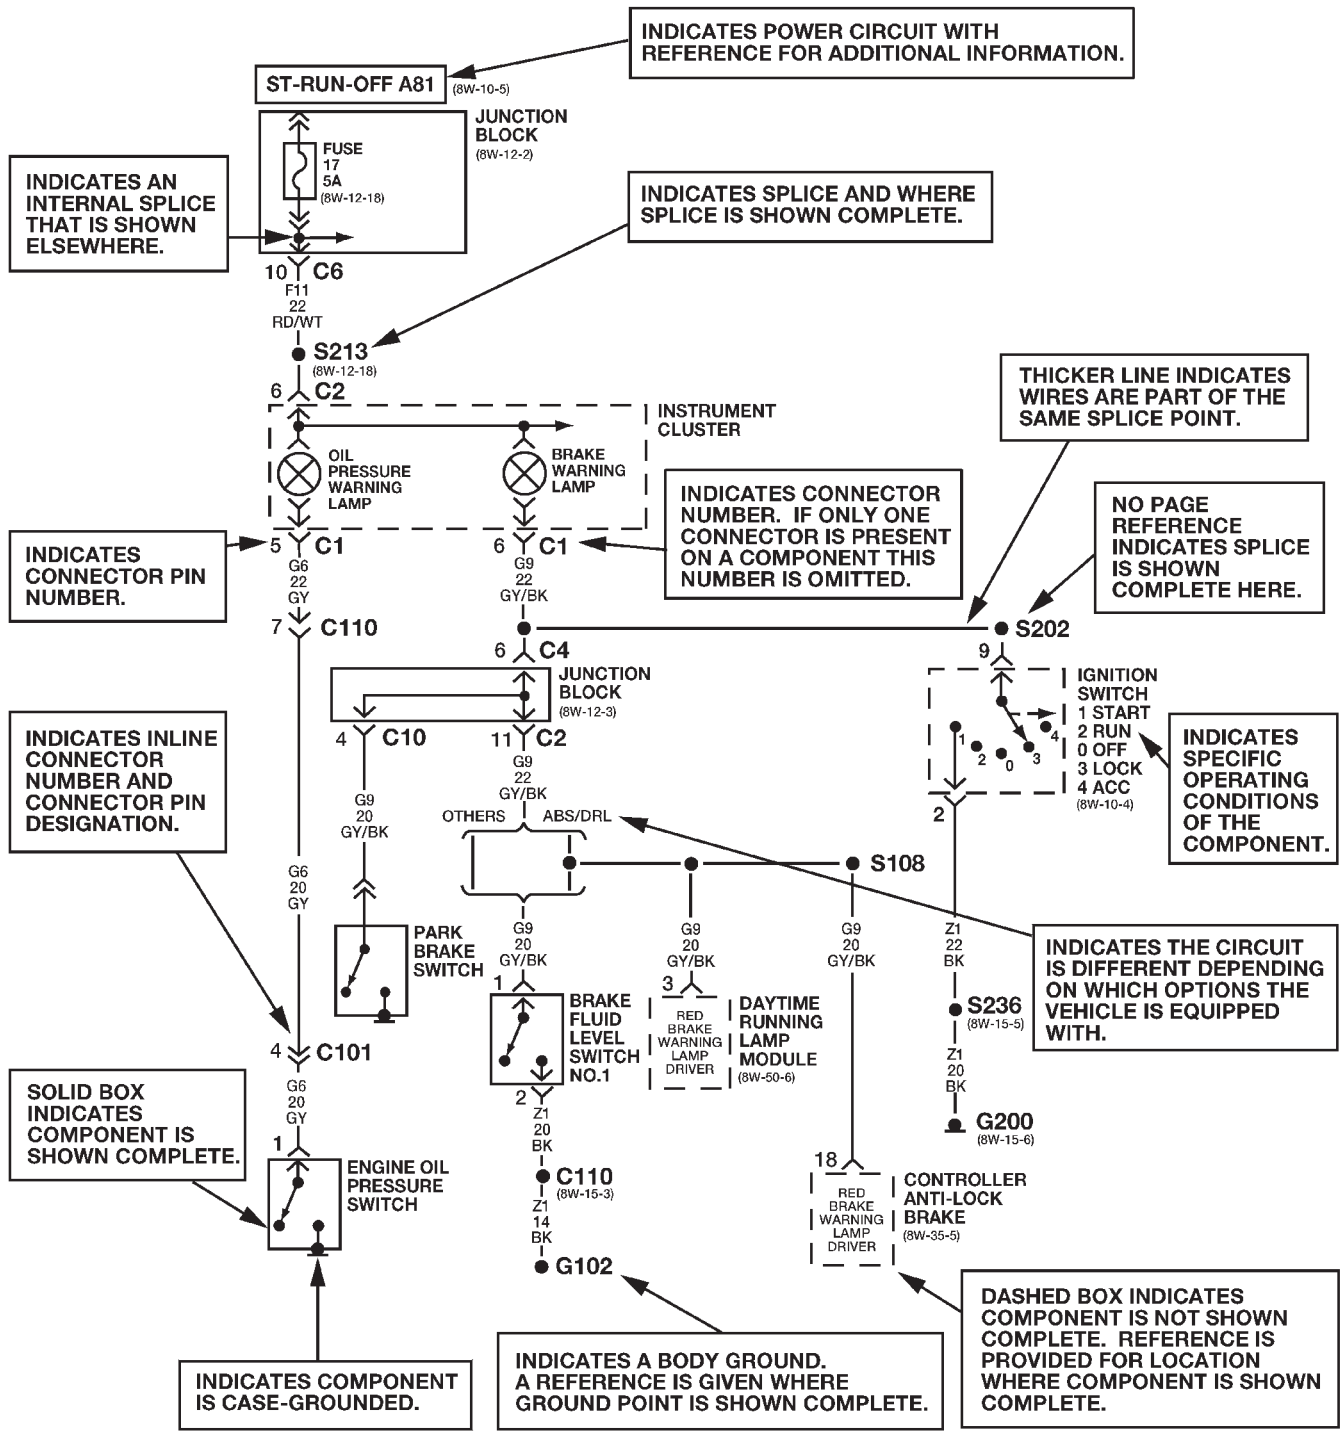 INDICATES POWER CIRCUIT WITH
REFERENCE FOR ADDITIONAL INFORMATION.
ST-RUN-OFF A81
(8W-10-5)
JUNCTION
BLOCK
(8W-12-2)
FUSE
17
5A
(8W-12-18)
INDICATES AN
INTERNAL SPLICE
THAT IS SHOWN
ELSEWHERE.
INDICATES SPLICE AND WHERE
SPLICE IS SHOWN COMPLETE.
10 C6
F11
22
RD/WT
S213
(8W-12-18)
6 C2
THICKER LINE INDICATES
WIRES ARE PART OF THE
SAME SPLICE POINT.
INSTRUMENT
CLUSTER
OIL
PRESSURE
WARNING
LAMP
BRAKE
WARNING
LAMP
INDICATES CONNECTOR
NUMBER. IF ONLY ONE
CONNECTOR IS PRESENT
ON A COMPONENT THIS
NUMBER IS OMITTED.
NO PAGE
REFERENCE
INDICATES SPLICE
IS SHOWN
COMPLETE HERE.
INDICATES
CONNECTOR PIN
NUMBER.
5 C1
G6
22
GY
7 C110
6 C1
G9
22
GY/BK
S202
6 C4
9
JUNCTION
BLOCK
(8W-12-3)
IGNITION
SWITCH
1 START
2 RUN
0 OFF
3 LOCK
4 ACC
(8W-10-4)
1
2
0
3
4
2
INDICATES
SPECIFIC
OPERATING
CONDITIONS
OF THE
COMPONENT.
INDICATES INLINE
CONNECTOR
NUMBER AND
CONNECTOR PIN
DESIGNATION.
4 C10
11 C2
G9
22
GY/BK
G9
20
GY/BK
OTHERS
ABS/DRL
S108
G6
20
GY
PARK
BRAKE
SWITCH
G9
20
GY/BK
G9
20
GY/BK
G9
20
GY/BK
Z1
22
BK
INDICATES THE CIRCUIT
IS DIFFERENT DEPENDING
ON WHICH OPTIONS THE
VEHICLE IS EQUIPPED
WITH.
1
BRAKE
FLUID
LEVEL
SWITCH
NO.1
3
RED
BRAKE
WARNING
LAMP
DRIVER
DAYTIME
RUNNING
LAMP
MODULE
(8W-50-6)
S236
(8W-15-5)
Z1
20
BK
G200
(8W-15-6)
4 C101
G6
20
GY
SOLID BOX
INDICATES
COMPONENT IS
SHOWN COMPLETE.
1
ENGINE OIL
PRESSURE
SWITCH
2
Z1
20
BK
C110
(8W-15-3)
Z1
14
BK
G102
18
RED
BRAKE
WARNING
LAMP
DRIVER
CONTROLLER
ANTI-LOCK
BRAKE
(8W-35-5)
DASHED BOX INDICATES
COMPONENT IS NOT SHOWN
COMPLETE. REFERENCE IS
PROVIDED FOR LOCATION
WHERE COMPONENT IS SHOWN
COMPLETE.
INDICATES COMPONENT
IS CASE-GROUNDED.
INDICATES A BODY GROUND.
A REFERENCE IS GIVEN WHERE
GROUND POINT IS SHOWN COMPLETE.